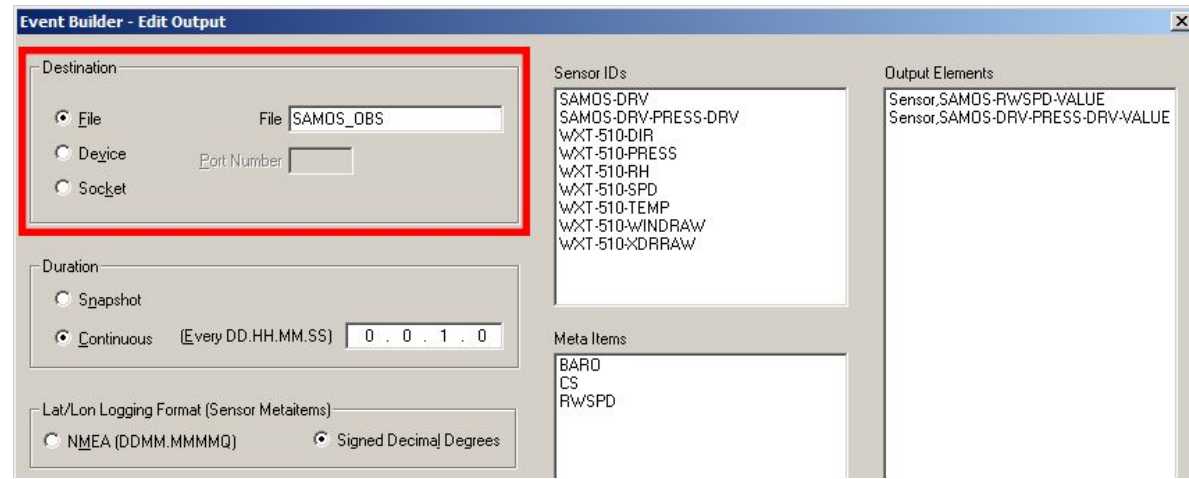 Event Builder - Edit Output
Destination
File
File SAMOS_OBS
Device
Port Number
Socket
Duration
Snapshot
Continuous (Every DD.HH.MM.SS) 0 . 0 . 1 . 0
Lat/Lon Logging Format (Sensor Metaitems)
NMEA (DDMM.MMMMQ)
Signed Decimal Degrees
Sensor IDs
SAMOS-DRV
SAMOS-DRV-PRESS-DRV
WXT-510-DIR
WXT-510-PRESS
WXT-510-RH
WXT-510-SPD
WXT-510-TEMP
WXT-510-WINDRAW
WXT-510-XDRRAW
Meta Items
BARO
CS
RWSPD
Output Elements
Sensor,SAMOS-RWSPD-VALUE
Sensor,SAMOS-DRV-PRESS-DRV-VALUE